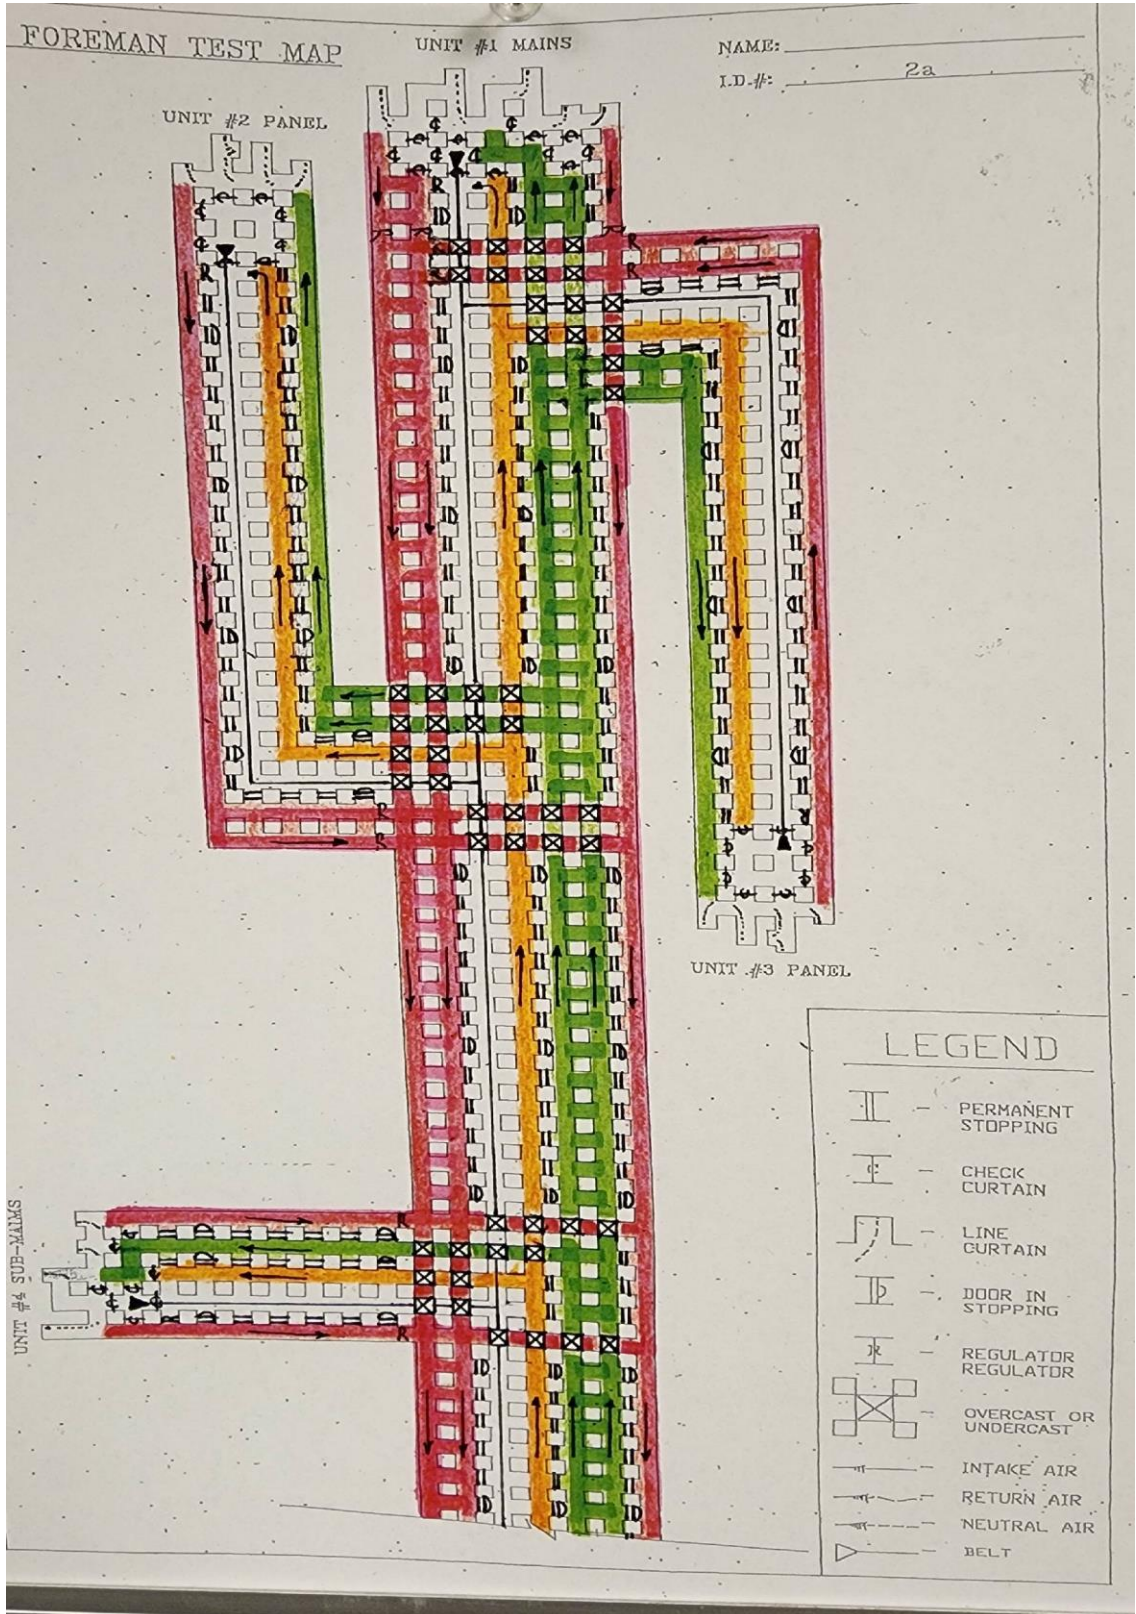 FOREMAN TEST MAP
UNIT #1 MAINS
NAME:
I.D.#: 2a
UNIT #2 PANEL
UNIT #3 PANEL
UNIT #4 SUB-MAINS
LEGEND
PERMANENT
STOPPING
C
CHECK
CURTAIN
LINE
CURTAIN
D
DOOR IN
STOPPING
R
REGULATOR
REGULATOR
OVERCAST OR
UNDERCAST
INTAKE AIR
RETURN AIR
NEUTRAL AIR
BELT